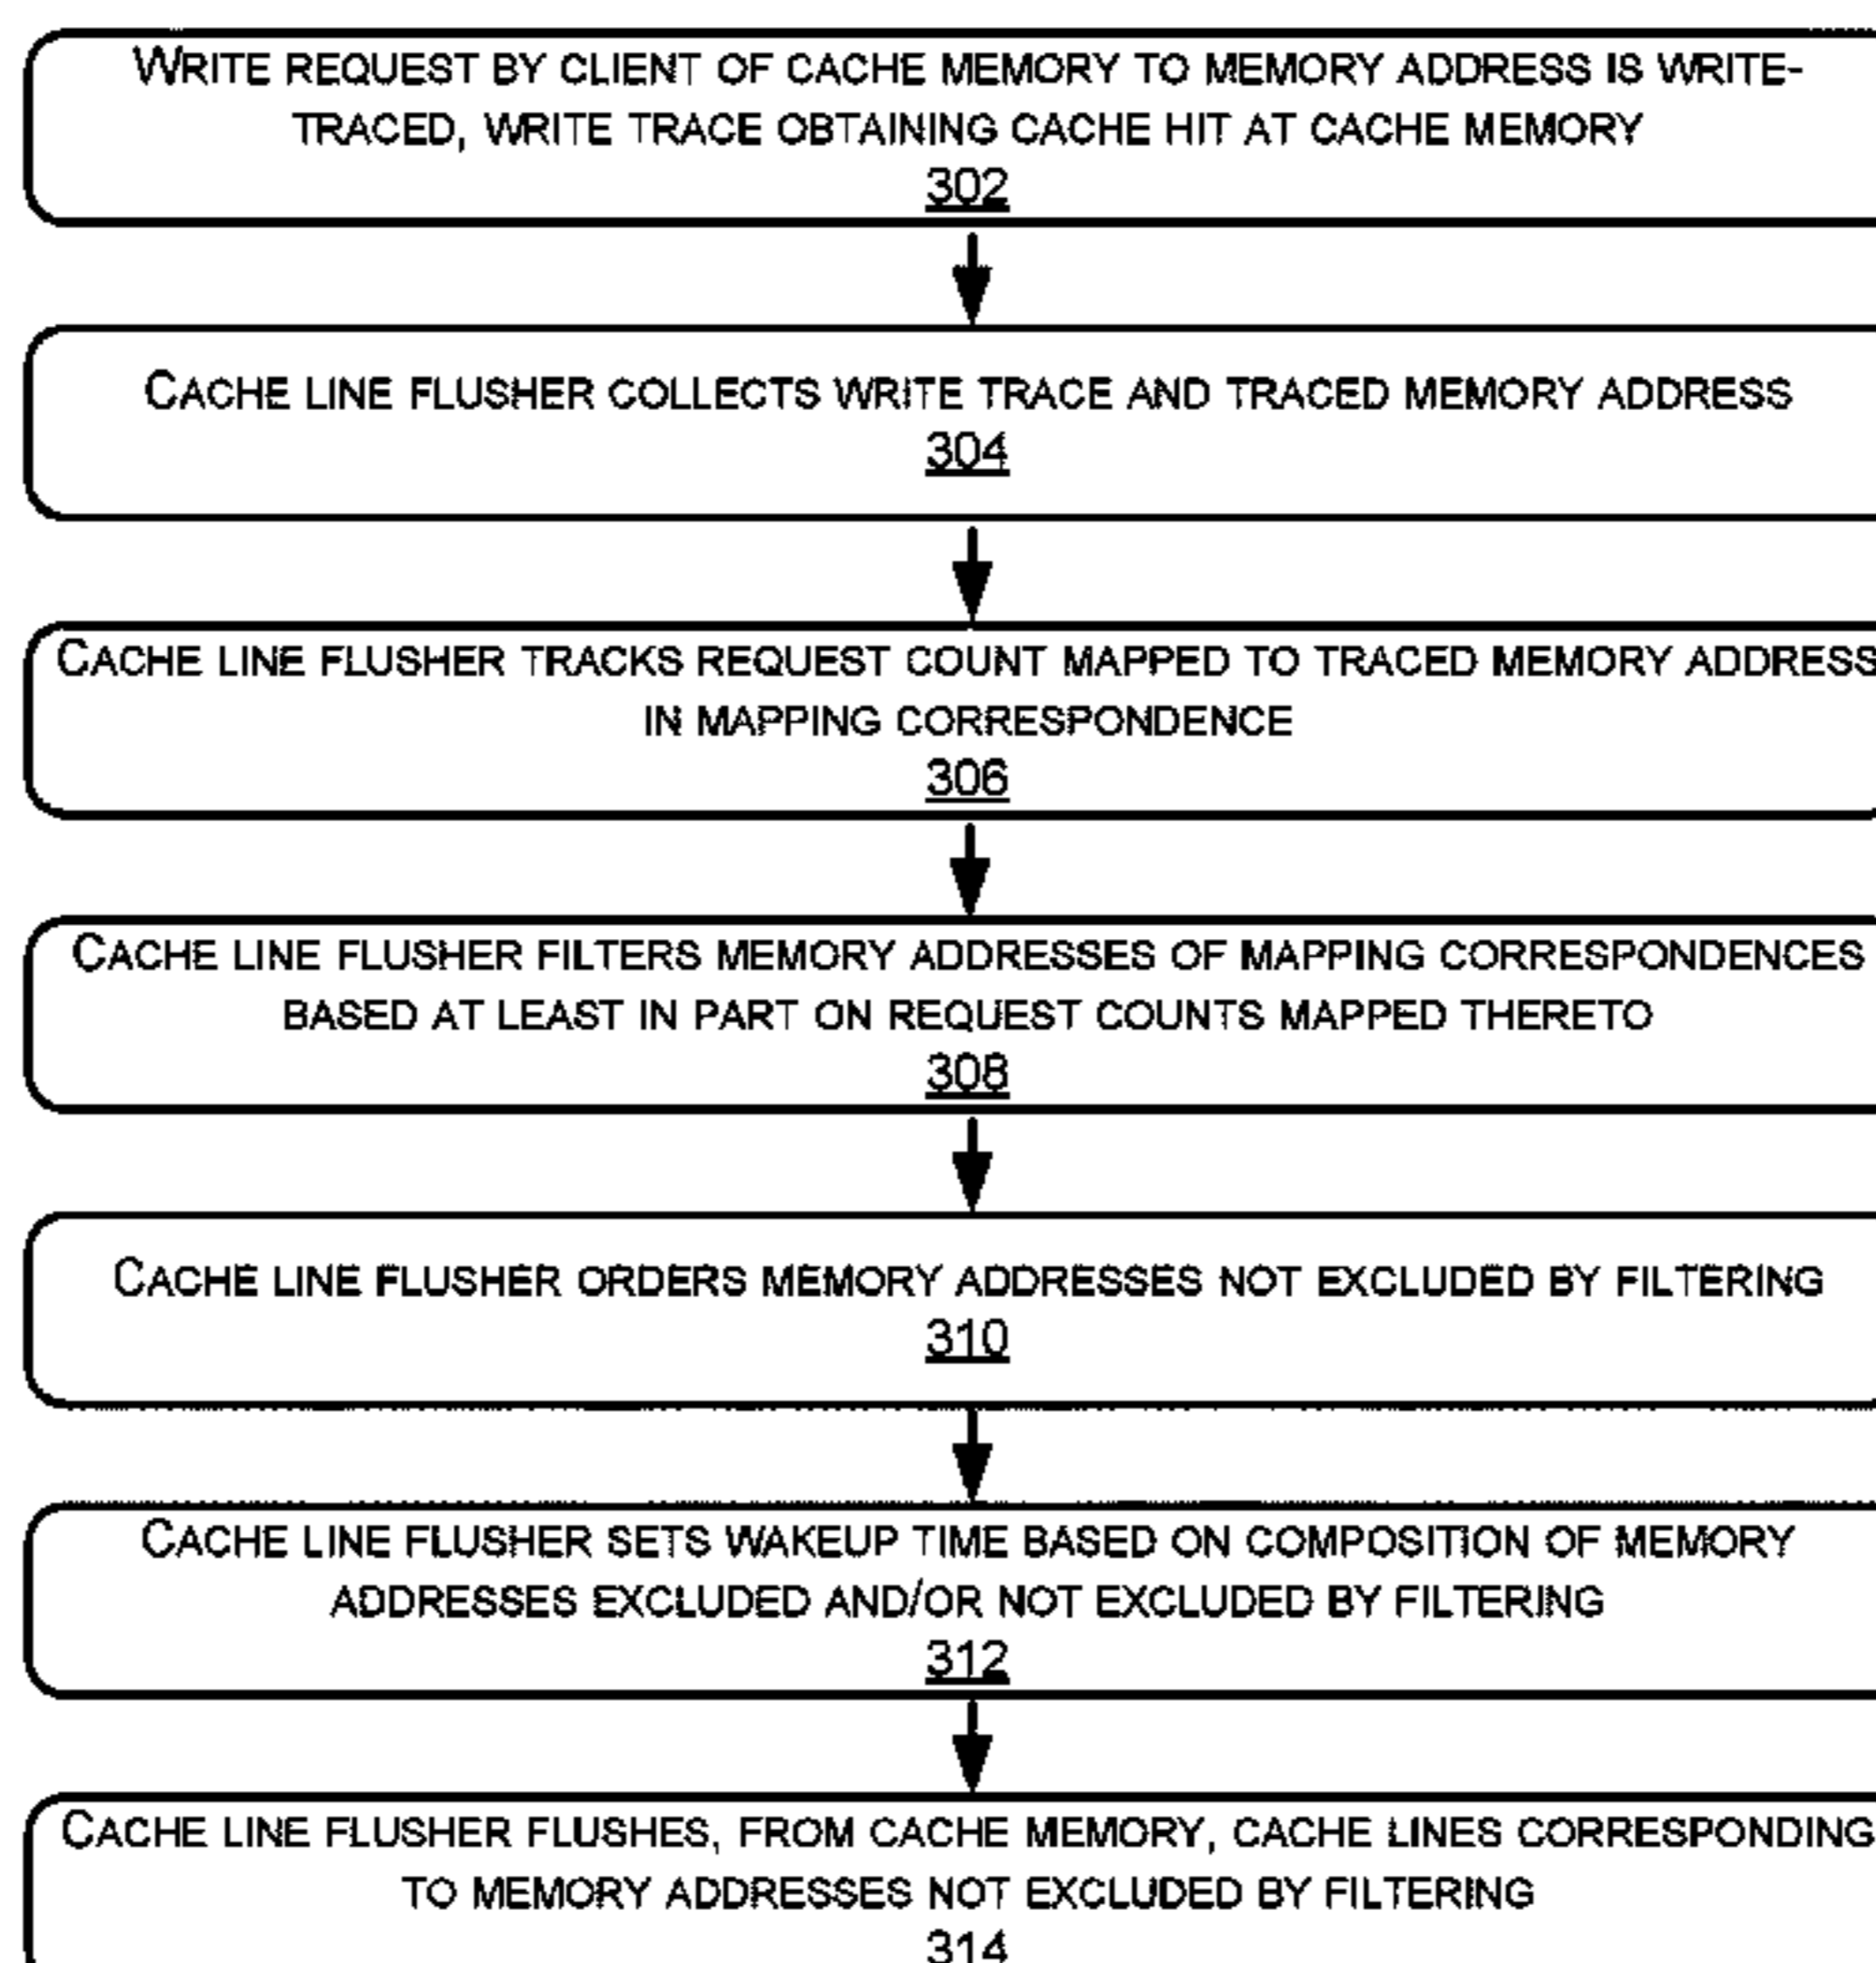 WRITE REQUEST BY CLIENT OF CACHE MEMORY TO MEMORY ADDRESS IS WRITE-
TRACED, WRITE TRACE OBTAINING CACHE HIT AT CACHE MEMORY
302
CACHE LINE FLUSHER COLLECTS WRITE TRACE AND TRACED MEMORY ADDRESS
304
CACHE LINE FLUSHER TRACKS REQUEST COUNT MAPPED TO TRACED MEMORY ADDRESS
IN MAPPING CORRESPONDENCE
306
CACHE LINE FLUSHER FILTERS MEMORY ADDRESSES OF MAPPING CORRESPONDENCES
BASED AT LEAST IN PART ON REQUEST COUNTS MAPPED THERETO
308
CACHE LINE FLUSHER ORDERS MEMORY ADDRESSES NOT EXCLUDED BY FILTERING
310
CACHE LINE FLUSHER SETS WAKEUP TIME BASED ON COMPOSITION OF MEMORY
ADDRESSES EXCLUDED AND/OR NOT EXCLUDED BY FILTERING
312
CACHE LINE FLUSHER FLUSHES, FROM CACHE MEMORY, CACHE LINES CORRESPONDING
TO MEMORY ADDRESSES NOT EXCLUDED BY FILTERING
314